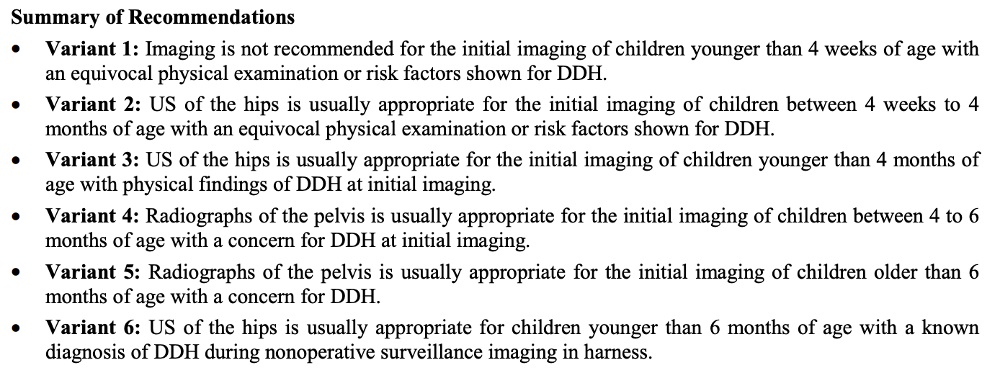 Summary of Recommendations
• Variant 1: Imaging is not recommended for the initial imaging of children younger than 4 weeks of age with
an equivocal physical examination or risk factors shown for DDH.
• Variant 2: US of the hips is usually appropriate for the initial imaging of children between 4 weeks to 4
months of age with an equivocal physical examination or risk factors shown for DDH.
• Variant 3: US of the hips is usually appropriate for the initial imaging of children younger than 4 months of
age with physical findings of DDH at initial imaging.
• Variant 4: Radiographs of the pelvis is usually appropriate for the initial imaging of children between 4 to 6
months of age with a concern for DDH at initial imaging.
• Variant 5: Radiographs of the pelvis is usually appropriate for the initial imaging of children older than 6
months of age with a concern for DDH.
• Variant 6: US of the hips is usually appropriate for children younger than 6 months of age with a known
diagnosis of DDH during nonoperative surveillance imaging in harness.